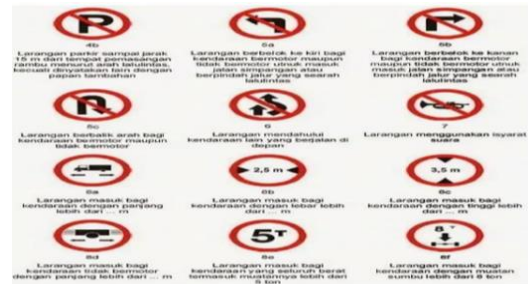 P
4b
Larangan parkir sampai jarak
15 m dari tempat pemasangan
rambu menurut arah lalulintas,
kecuali dinyatakan lain dengan
papan tambahan
5a
Larangan berbelok ke kiri bagi
kendaraan bermotor maupun
tidak bermotor utnuk masuk
jalan simpangan atau
berpindah jalur yang searah
lalulintas
5b
Larangan berbelok ke kanan
bagi kendaraan bermotor
maupun tidak bermotor utnuk
masuk jalan simpangan atau
berpindah jalur yang searah
lalulintas
5c
Larangan berbalik arah bagi
kendaraan bermotor maupun
tidak bermotor
6
Larangan mendahului
kendaraan lain yang berjalan di
depan
7
Larangan menggunakan isyarat
suara
8a
Larangan masuk bagi
kendaraan dengan panjang
lebih dari ... m
2,5 m
8b
Larangan masuk bagi
kendaraan dengan lebar lebih
dari ... m
3,5 m
8c
Larangan masuk bagi
kendaraan dengan tinggi lebih
dari ... m
8d
Larangan masuk bagi
kendaraan tidak bermotor
dengan panjang lebih dari ... m
5T
8e
Larangan masuk bagi
kendaraan yang seluruh berat
termasuk muatannya lebih dari
5 ton
8T
8f
Larangan masuk bagi
kendaraan dengan muatan
sumbu lebih dari 8 ton